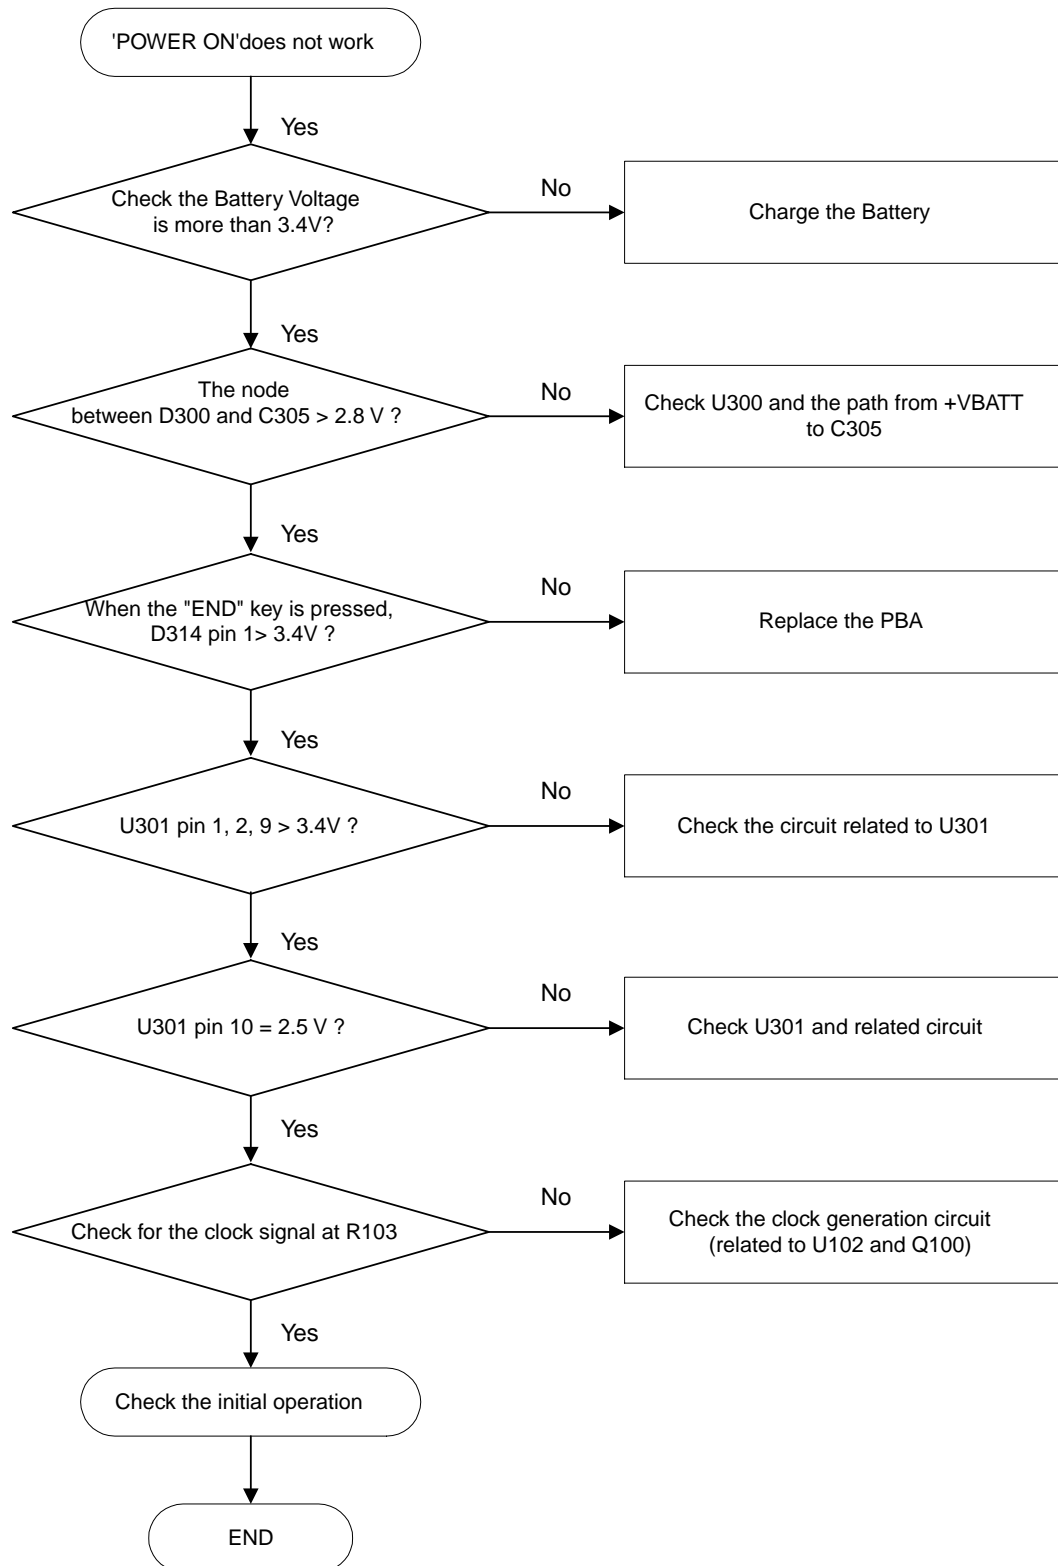 'POWER ON'does not work
Yes
Check the Battery Voltage
is more than 3.4V?
No
Charge the Battery
Yes
The node
between D300 and C305 > 2.8 V ?
No
Check U300 and the path from +VBATT
to C305
Yes
When the "END" key is pressed,
D314 pin 1> 3.4V ?
No
Replace the PBA
Yes
U301 pin 1, 2, 9 > 3.4V ?
No
Check the circuit related to U301
Yes
U301 pin 10 = 2.5 V ?
No
Check U301 and related circuit
Yes
Check for the clock signal at R103
No
Check the clock generation circuit
(related to U102 and Q100)
Yes
Check the initial operation
END